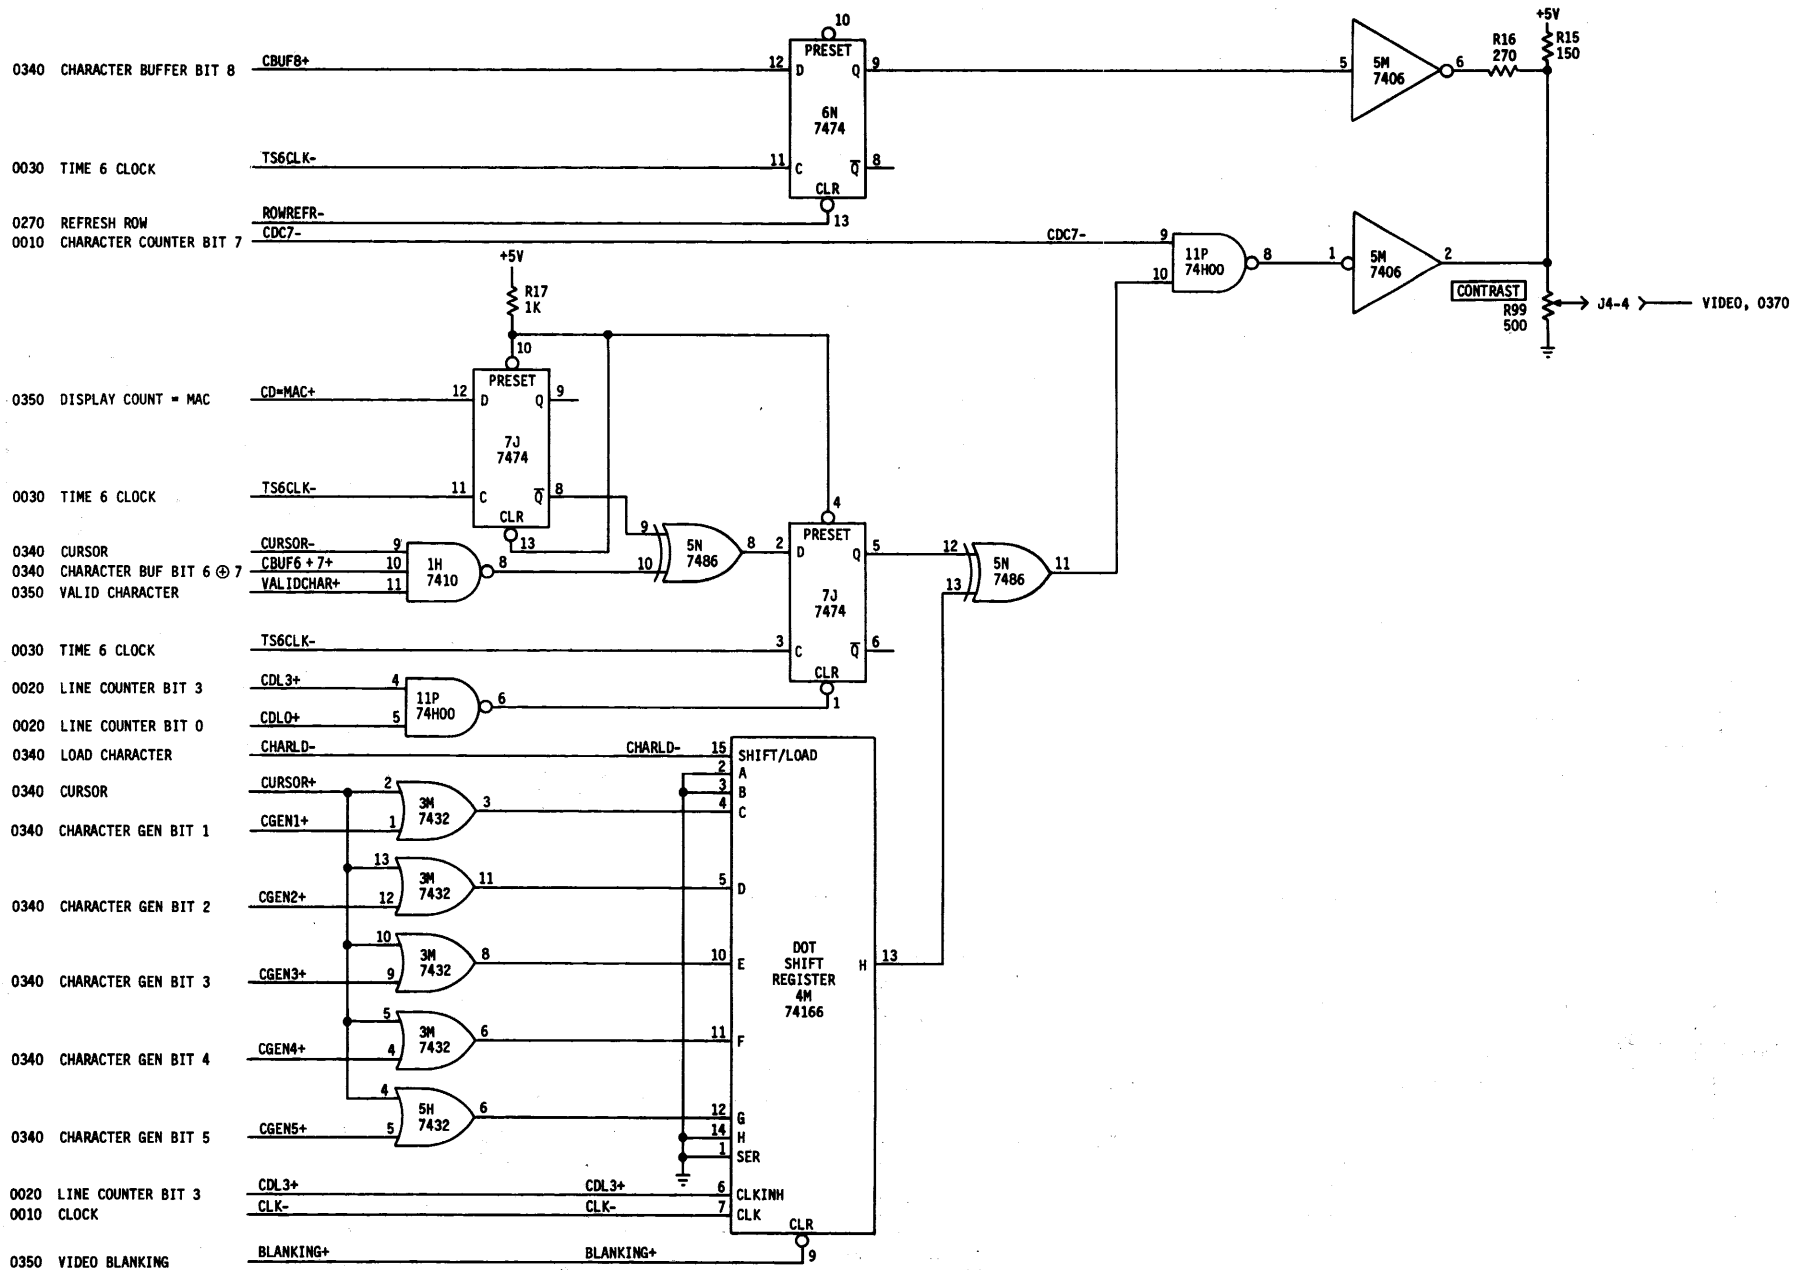 10
PRESET
0340 CHARACTER BUFFER BIT 8 CBUF8+ 12 D Q 9
6N
7474
0030 TIME 6 CLOCK TS6CLK- 11 C Q̅ 8
CLR
13
5 5M 6
7406
R16
270
+5V
R15
150
0270 REFRESH ROW ROWREFR-
0010 CHARACTER COUNTER BIT 7 CDC7- CDC7- 9
10
11P 8
74H00
1 5M 2
7406
CONTRAST
R99
500
J4-4 VIDEO, 0370
+5V
R17
1K
10
PRESET
0350 DISPLAY COUNT = MAC CD=MAC+ 12 D Q 9
7J
7474
0030 TIME 6 CLOCK TS6CLK- 11 C Q̅ 8
CLR
13
0340 CURSOR CURSOR- 9
0340 CHARACTER BUF BIT 6 ⊕ 7 CBUF6 + 7+ 10
0350 VALID CHARACTER VALIDCHAR+ 11
1H 8
7410
9
10
5N 8
7486
4
PRESET
2 D Q 5
7J
7474
0030 TIME 6 CLOCK TS6CLK- 3 C Q̅ 6
CLR
1
12
13
5N 11
7486
0020 LINE COUNTER BIT 3 CDL3+ 4
11P 6
74H00
0020 LINE COUNTER BIT 0 CDL0+ 5
0340 LOAD CHARACTER CHARLD- CHARLD- 15 SHIFT/LOAD
2 A
3 B
4 C
0340 CURSOR CURSOR+ 2
3M 3
7432
0340 CHARACTER GEN BIT 1 CGEN1+ 1
13
3M 11 5 D
7432
0340 CHARACTER GEN BIT 2 CGEN2+ 12
10
3M 8 10 E
7432
0340 CHARACTER GEN BIT 3 CGEN3+ 9
DOT
SHIFT
REGISTER
4M
74166
H 13
5
3M 6 11 F
7432
0340 CHARACTER GEN BIT 4 CGEN4+ 4
4
5H 6 12 G
7432
0340 CHARACTER GEN BIT 5 CGEN5+ 5
14 H
1 SER
0020 LINE COUNTER BIT 3 CDL3+ CDL3+ 6 CLKINH
0010 CLOCK CLK- CLK- 7 CLK
CLR
9
0350 VIDEO BLANKING BLANKING+ BLANKING+